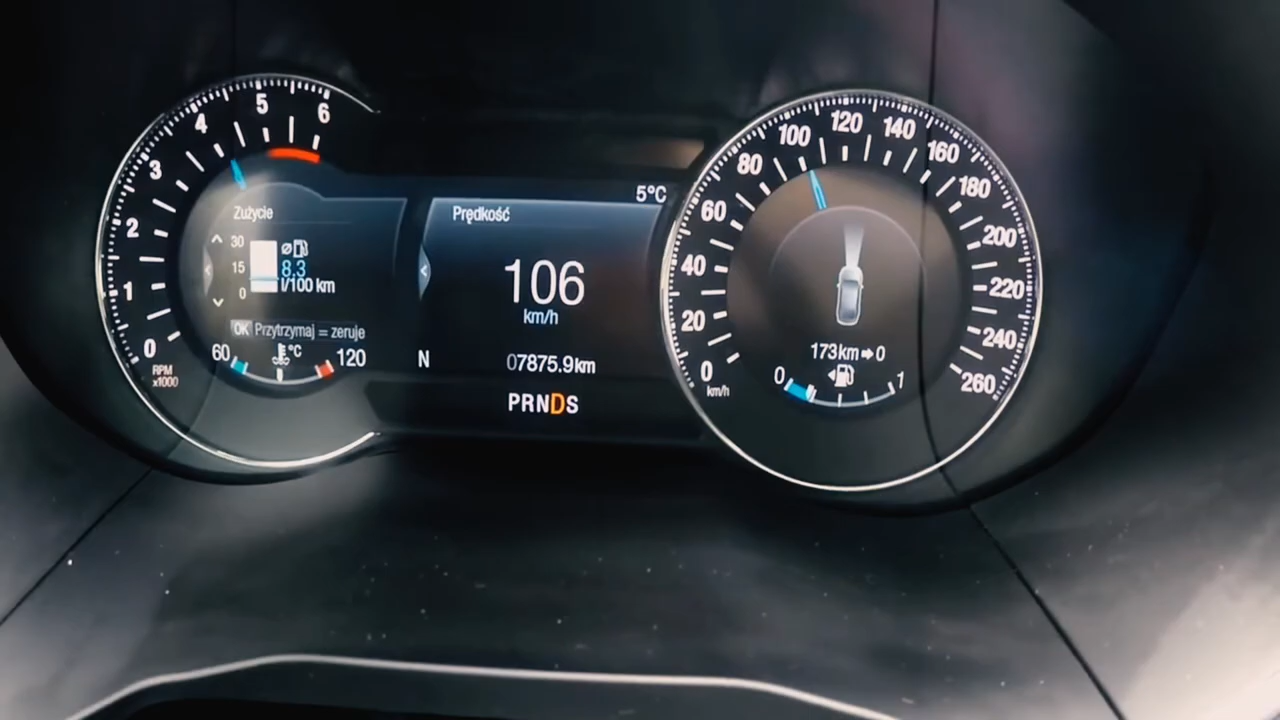 0
1
2
3
4
5
6
RPM
x1000
Zużycie
30
15
0
⌀
8.3
l/100 km
OK Przytrzymaj = zeruje
60
°C
120
5°C
Prędkość
106
km/h
N
07875.9km
PRNDS
0
20
40
60
80
100
120
140
160
180
200
220
240
260
km/h
173km➡0
0
1